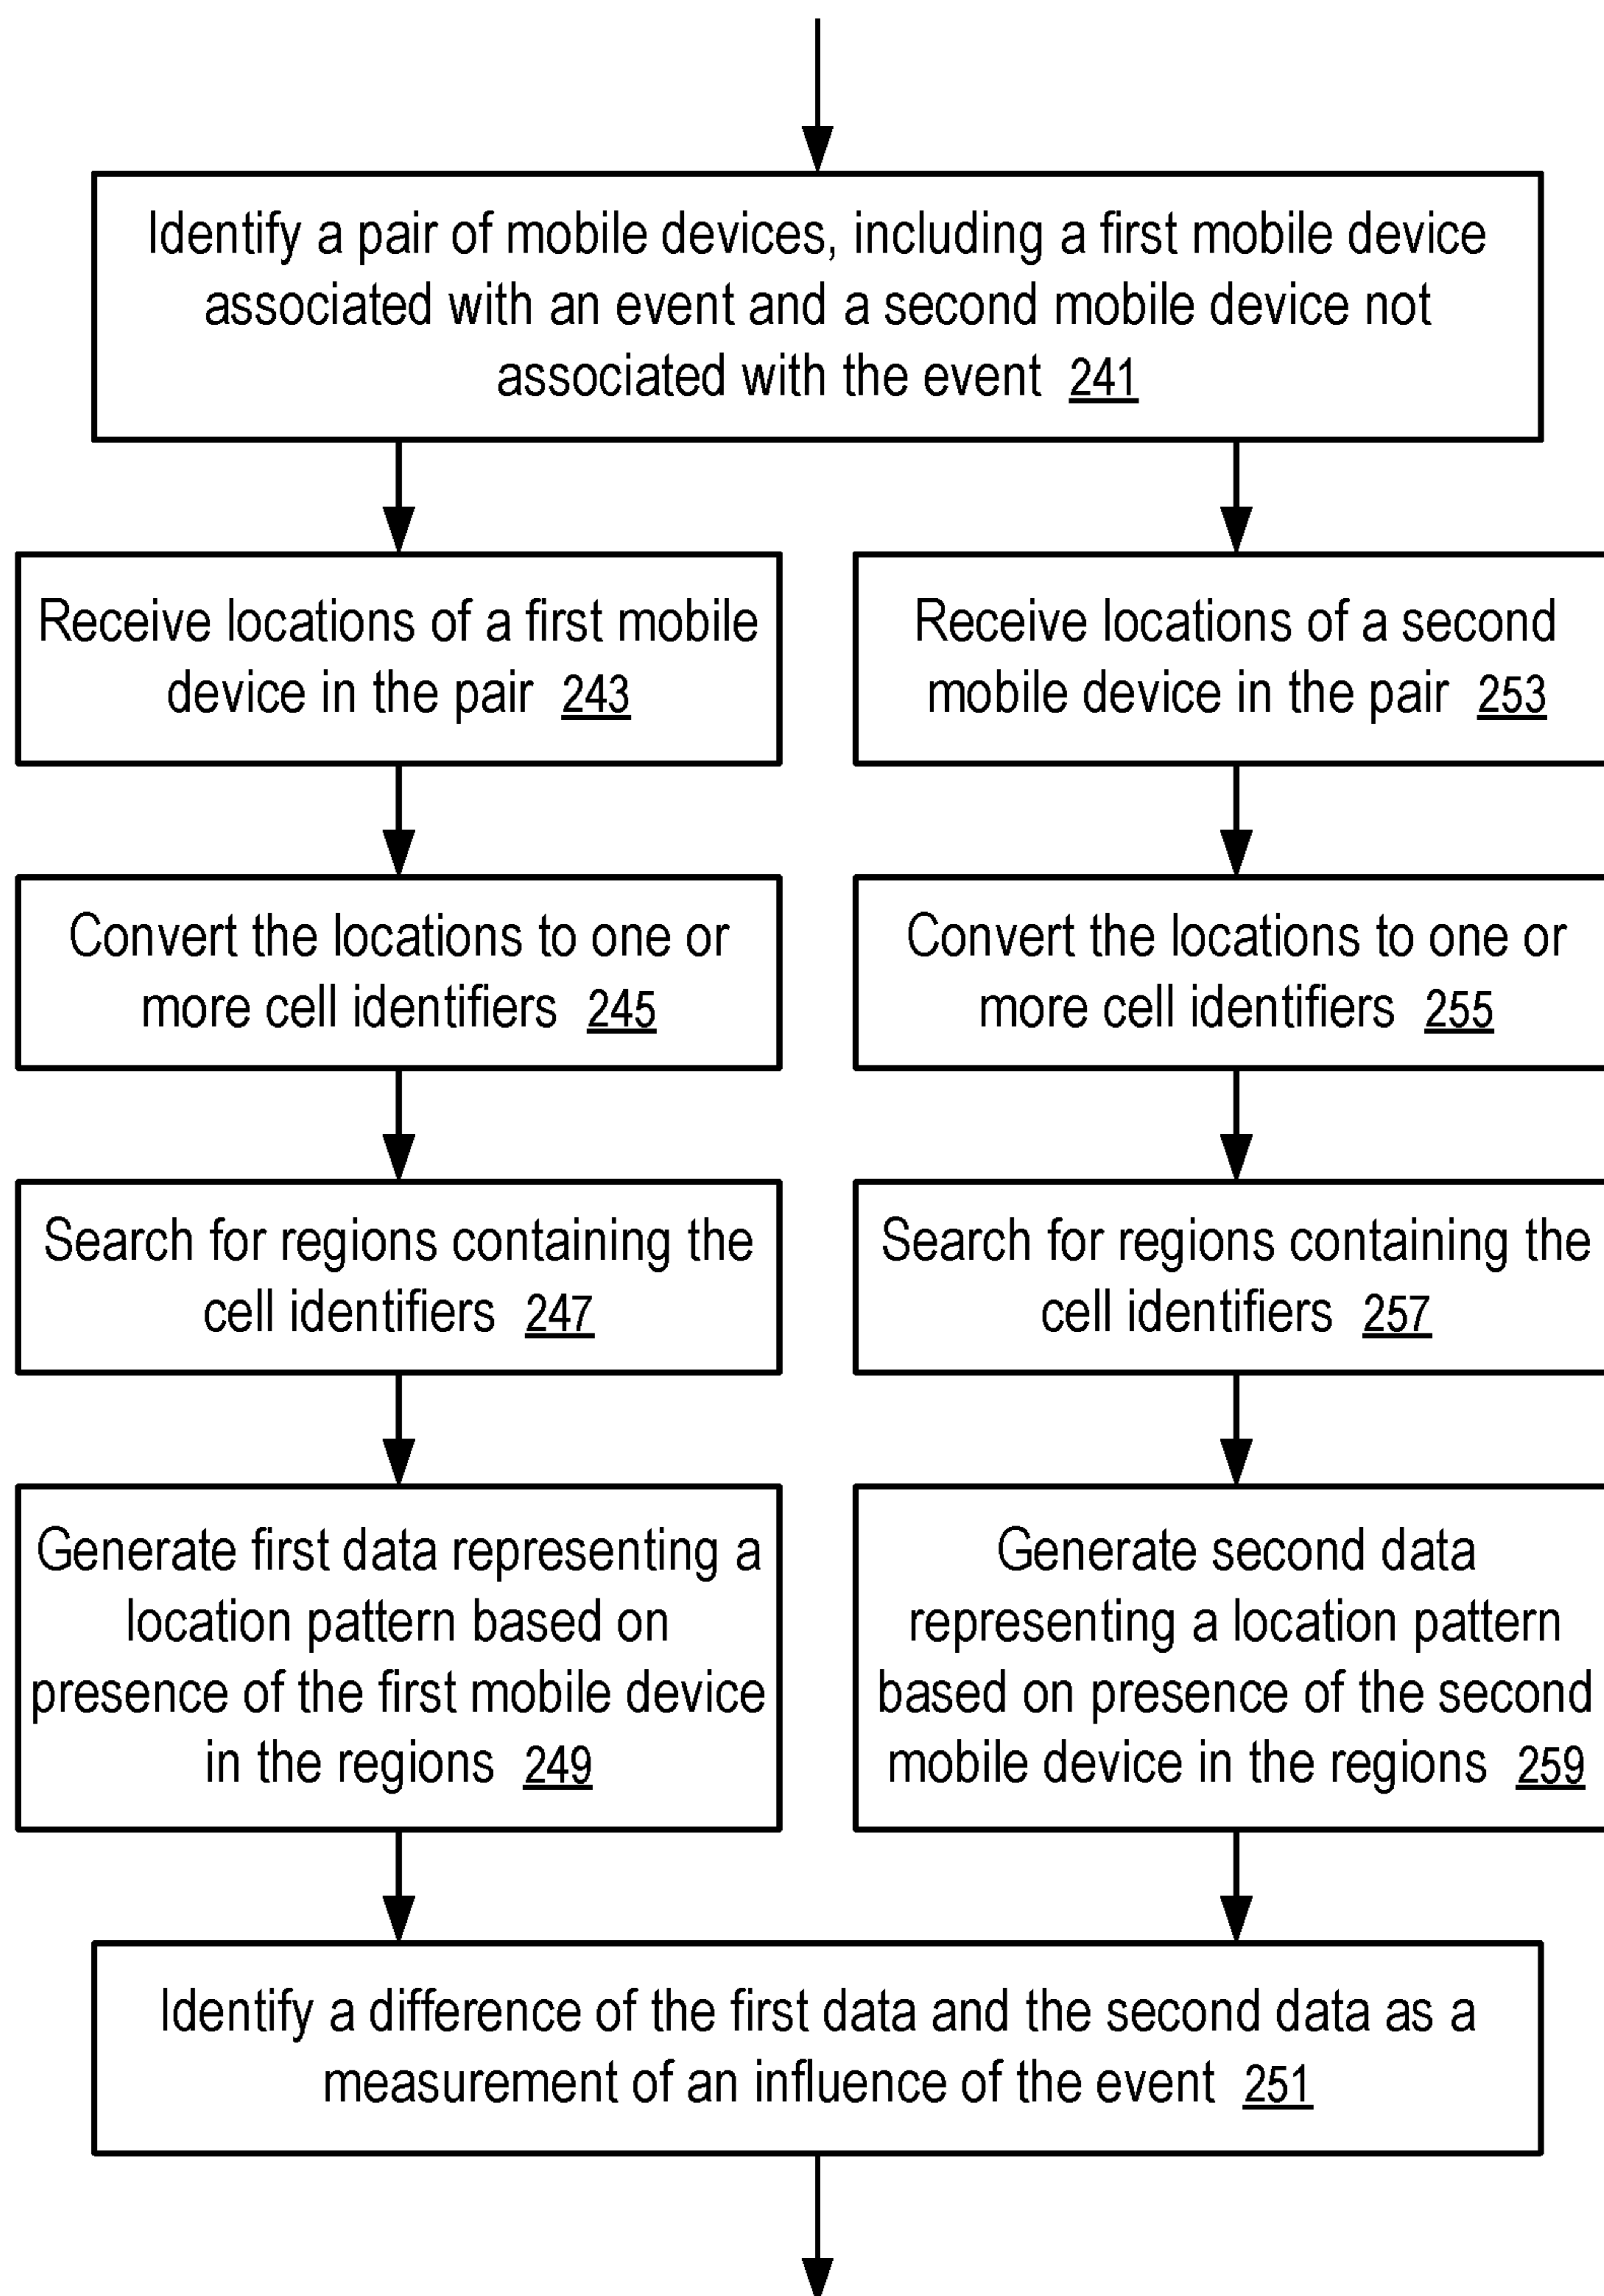 Identify a pair of mobile devices, including a first mobile device
associated with an event and a second mobile device not
associated with the event 241
Receive locations of a first mobile
device in the pair 243
Receive locations of a second
mobile device in the pair 253
Convert the locations to one or
more cell identifiers 245
Convert the locations to one or
more cell identifiers 255
Search for regions containing the
cell identifiers 247
Search for regions containing the
cell identifiers 257
Generate first data representing a
location pattern based on
presence of the first mobile device
in the regions 249
Generate second data
representing a location pattern
based on presence of the second
mobile device in the regions 259
Identify a difference of the first data and the second data as a
measurement of an influence of the event 251